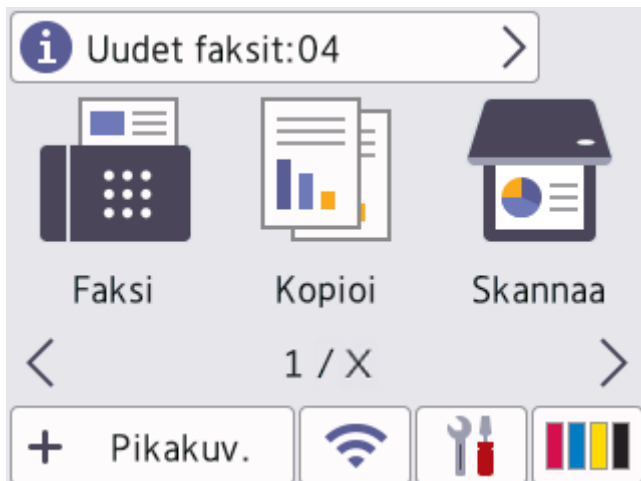 Uudet faksit:04
Faksi
Kopioi
Skannaa
1 / X
Pikakuv.